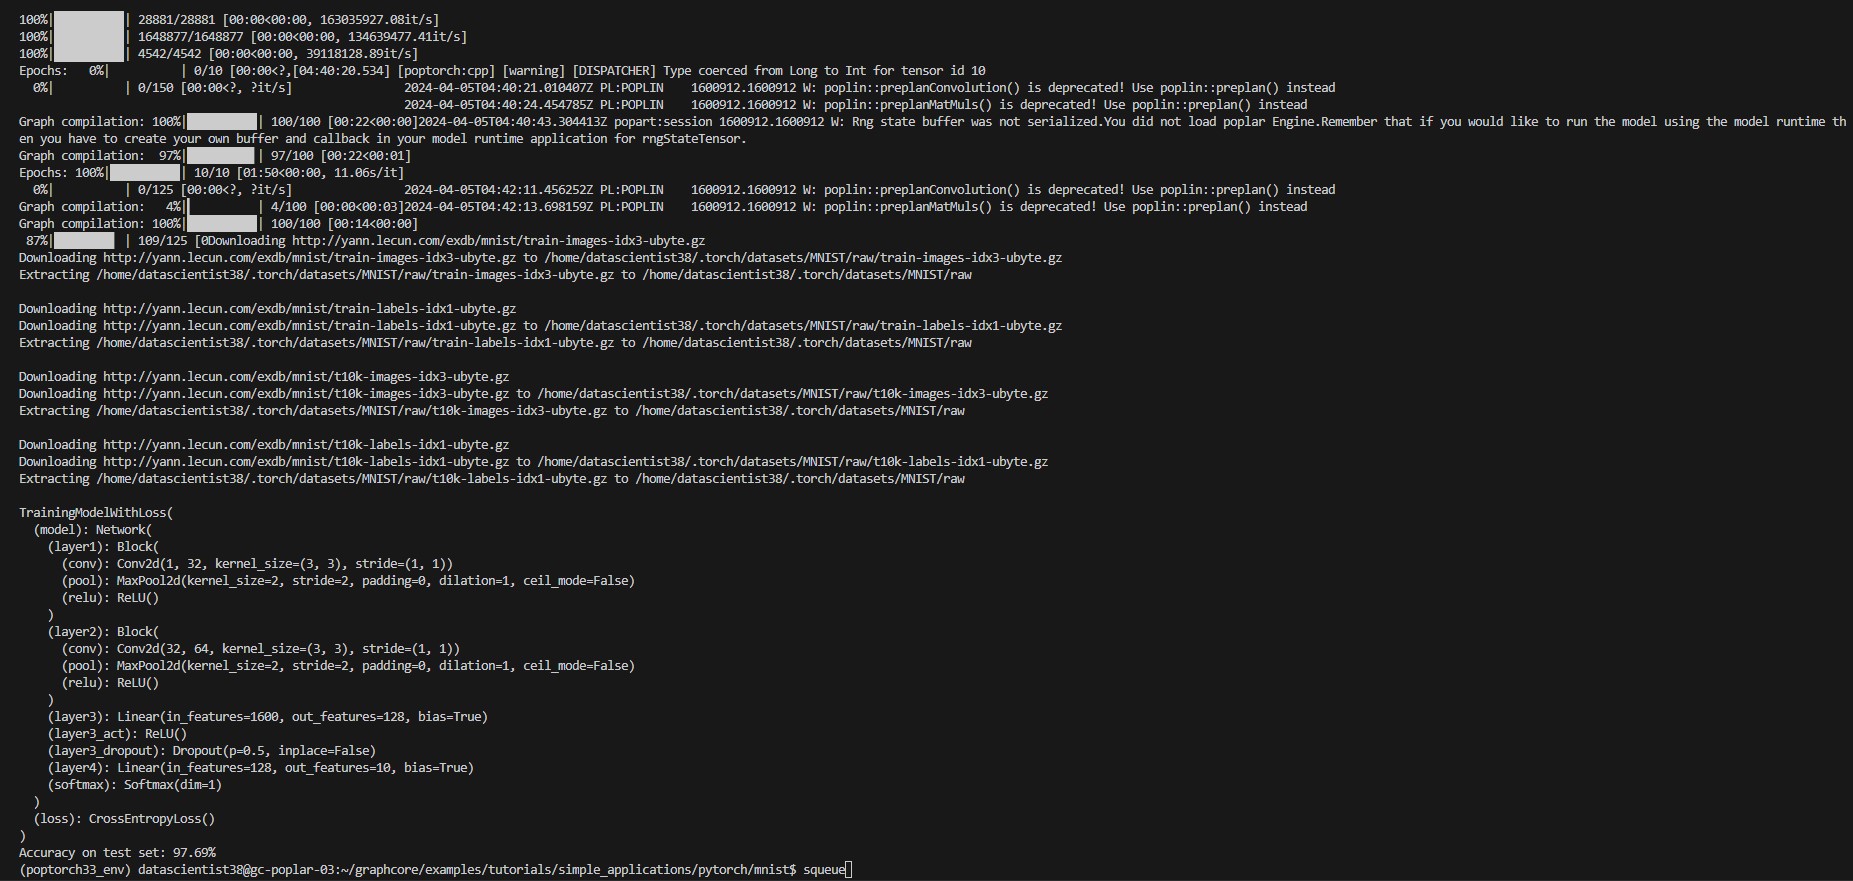 100%|██████████| 28881/28881 [00:00<00:00, 163035927.08it/s]
100%|██████████| 1648877/1648877 [00:00<00:00, 134639477.41it/s]
100%|██████████| 4542/4542 [00:00<00:00, 39118128.89it/s]
Epochs:   0%|          | 0/10 [00:00<?,[04:40:20.534] [poptorch:cpp] [warning] [DISPATCHER] Type coerced from Long to Int for tensor id 10
  0%|          | 0/150 [00:00<?, ?it/s]                2024-04-05T04:40:21.010407Z PL:POPLIN    1600912.1600912 W: poplin::preplanConvolution() is deprecated! Use poplin::preplan() instead
                                                       2024-04-05T04:40:24.454785Z PL:POPLIN    1600912.1600912 W: poplin::preplanMatMuls() is deprecated! Use poplin::preplan() instead
Graph compilation: 100%|██████████| 100/100 [00:22<00:00]2024-04-05T04:40:43.304413Z popart:session 1600912.1600912 W: Rng state buffer was not serialized.You did not load poplar Engine.Remember that if you would like to run the model using the model runtime th
en you have to create your own buffer and callback in your model runtime application for rngStateTensor.
Graph compilation:  97%|█████████▋| 97/100 [00:22<00:01]
Epochs: 100%|██████████| 10/10 [01:50<00:00, 11.06s/it]
  0%|          | 0/125 [00:00<?, ?it/s]                2024-04-05T04:42:11.456252Z PL:POPLIN    1600912.1600912 W: poplin::preplanConvolution() is deprecated! Use poplin::preplan() instead
Graph compilation:   4%|▍         | 4/100 [00:00<00:03]2024-04-05T04:42:13.698159Z PL:POPLIN    1600912.1600912 W: poplin::preplanMatMuls() is deprecated! Use poplin::preplan() instead
Graph compilation: 100%|██████████| 100/100 [00:14<00:00]
 87%|████████▋ | 109/125 [0Downloading http://yann.lecun.com/exdb/mnist/train-images-idx3-ubyte.gz
Downloading http://yann.lecun.com/exdb/mnist/train-images-idx3-ubyte.gz to /home/datascientist38/.torch/datasets/MNIST/raw/train-images-idx3-ubyte.gz
Extracting /home/datascientist38/.torch/datasets/MNIST/raw/train-images-idx3-ubyte.gz to /home/datascientist38/.torch/datasets/MNIST/raw

Downloading http://yann.lecun.com/exdb/mnist/train-labels-idx1-ubyte.gz
Downloading http://yann.lecun.com/exdb/mnist/train-labels-idx1-ubyte.gz to /home/datascientist38/.torch/datasets/MNIST/raw/train-labels-idx1-ubyte.gz
Extracting /home/datascientist38/.torch/datasets/MNIST/raw/train-labels-idx1-ubyte.gz to /home/datascientist38/.torch/datasets/MNIST/raw

Downloading http://yann.lecun.com/exdb/mnist/t10k-images-idx3-ubyte.gz
Downloading http://yann.lecun.com/exdb/mnist/t10k-images-idx3-ubyte.gz to /home/datascientist38/.torch/datasets/MNIST/raw/t10k-images-idx3-ubyte.gz
Extracting /home/datascientist38/.torch/datasets/MNIST/raw/t10k-images-idx3-ubyte.gz to /home/datascientist38/.torch/datasets/MNIST/raw

Downloading http://yann.lecun.com/exdb/mnist/t10k-labels-idx1-ubyte.gz
Downloading http://yann.lecun.com/exdb/mnist/t10k-labels-idx1-ubyte.gz to /home/datascientist38/.torch/datasets/MNIST/raw/t10k-labels-idx1-ubyte.gz
Extracting /home/datascientist38/.torch/datasets/MNIST/raw/t10k-labels-idx1-ubyte.gz to /home/datascientist38/.torch/datasets/MNIST/raw

TrainingModelWithLoss(
  (model): Network(
    (layer1): Block(
      (conv): Conv2d(1, 32, kernel_size=(3, 3), stride=(1, 1))
      (pool): MaxPool2d(kernel_size=2, stride=2, padding=0, dilation=1, ceil_mode=False)
      (relu): ReLU()
    )
    (layer2): Block(
      (conv): Conv2d(32, 64, kernel_size=(3, 3), stride=(1, 1))
      (pool): MaxPool2d(kernel_size=2, stride=2, padding=0, dilation=1, ceil_mode=False)
      (relu): ReLU()
    )
    (layer3): Linear(in_features=1600, out_features=128, bias=True)
    (layer3_act): ReLU()
    (layer3_dropout): Dropout(p=0.5, inplace=False)
    (layer4): Linear(in_features=128, out_features=10, bias=True)
    (softmax): Softmax(dim=1)
  )
  (loss): CrossEntropyLoss()
)
Accuracy on test set: 97.69%
(poptorch33_env) datascientist38@gc-poplar-03:~/graphcore/examples/tutorials/simple_applications/pytorch/mnist$ squeue